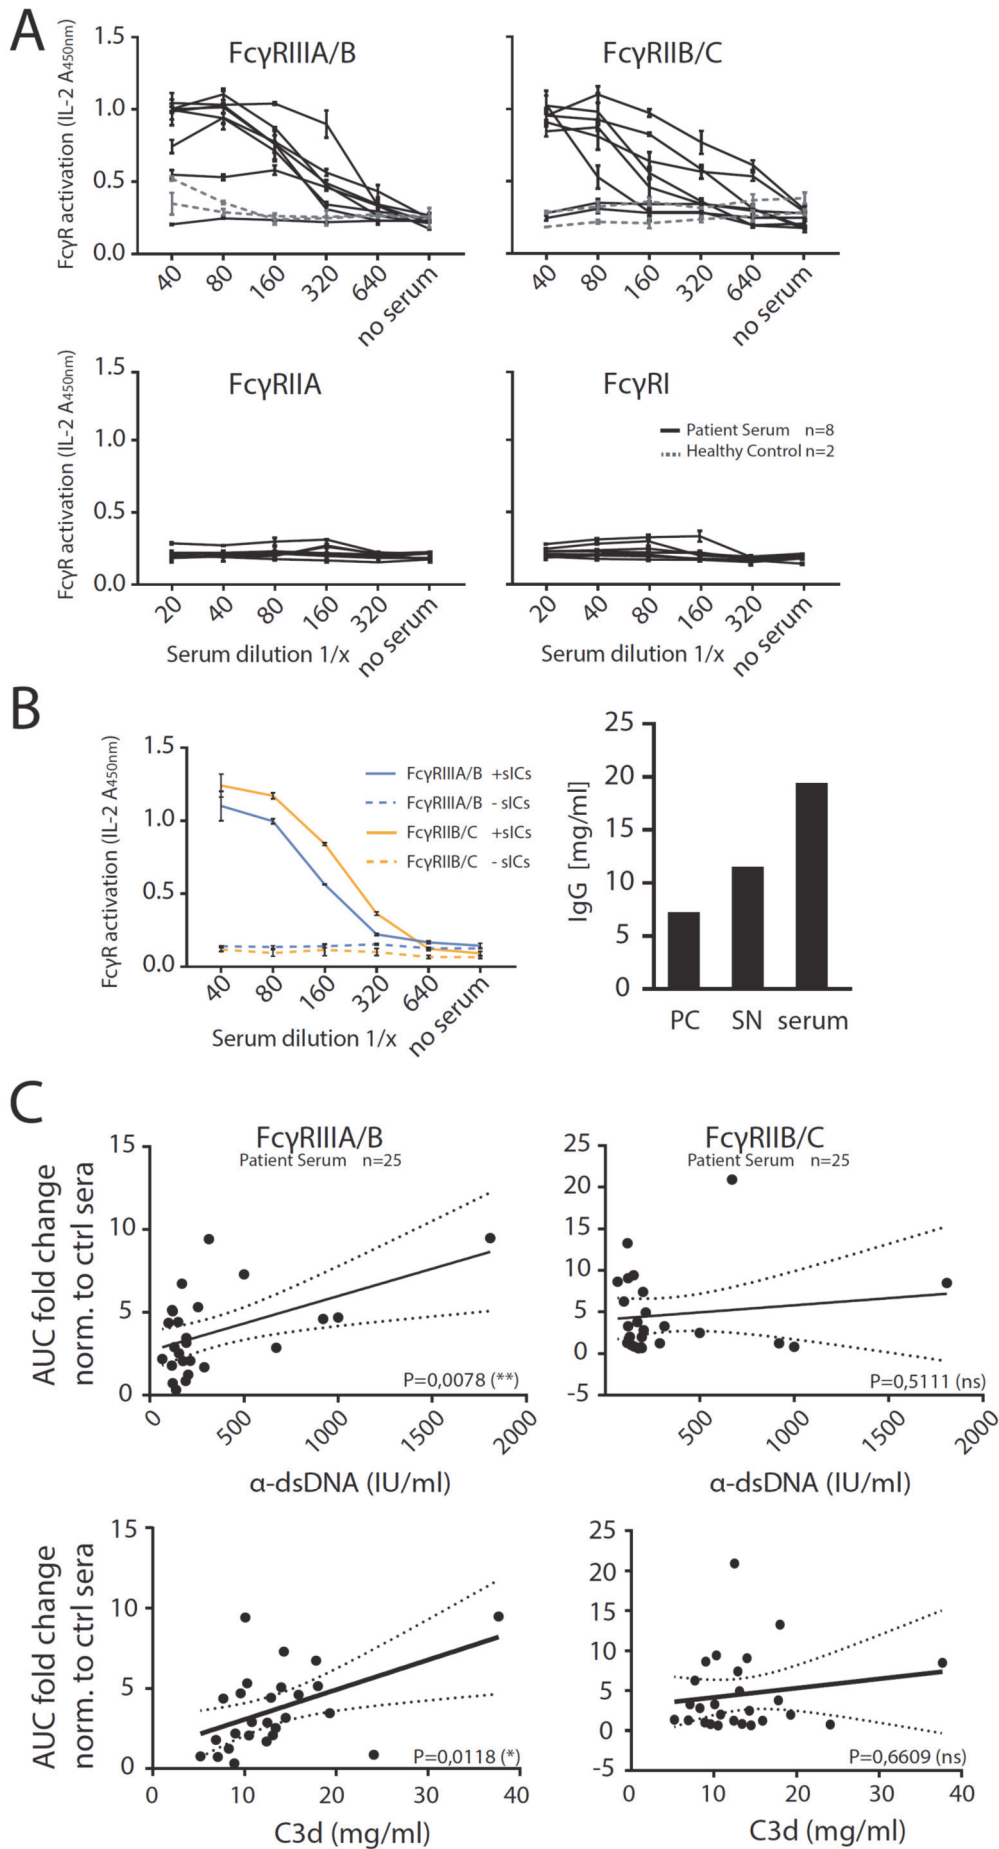 A
FcγRIIIA/B
FcγRIIB/C
FcγR activation (IL-2 A450nm)
1.5
1.0
0.5
0.0
40
80
160
320
640
no serum
40
80
160
320
640
no serum
FcγRIIA
FcγRI
FcγR activation (IL-2 A450nm)
1.5
1.0
0.5
0.0
Patient Serum n=8
Healthy Control n=2
20
40
80
160
320
no serum
20
40
80
160
320
no serum
Serum dilution 1/x
Serum dilution 1/x
B
FcγR activation (IL-2 A450nm)
1.5
1.0
0.5
0.0
FcγRIIIA/B +sICs
FcγRIIIA/B - sICs
FcγRIIB/C +sICs
FcγRIIB/C - sICs
40
80
160
320
640
no serum
Serum dilution 1/x
IgG [mg/ml]
25
20
15
10
5
0
PC SN serum
C
FcγRIIIA/B
Patient Serum n=25
AUC fold change
norm. to ctrl sera
15
10
5
0
P=0,0078 (**)
0
500
1000
1500
2000
α-dsDNA (IU/ml)
FcγRIIB/C
Patient Serum n=25
25
20
15
10
5
0
-5
P=0,5111 (ns)
500
1000
1500
2000
α-dsDNA (IU/ml)
AUC fold change
norm. to ctrl sera
15
10
5
0
P=0,0118 (*)
0 10 20 30 40
C3d (mg/ml)
25
20
15
10
5
0
-5
P=0,6609 (ns)
0 10 20 30 40
C3d (mg/ml)